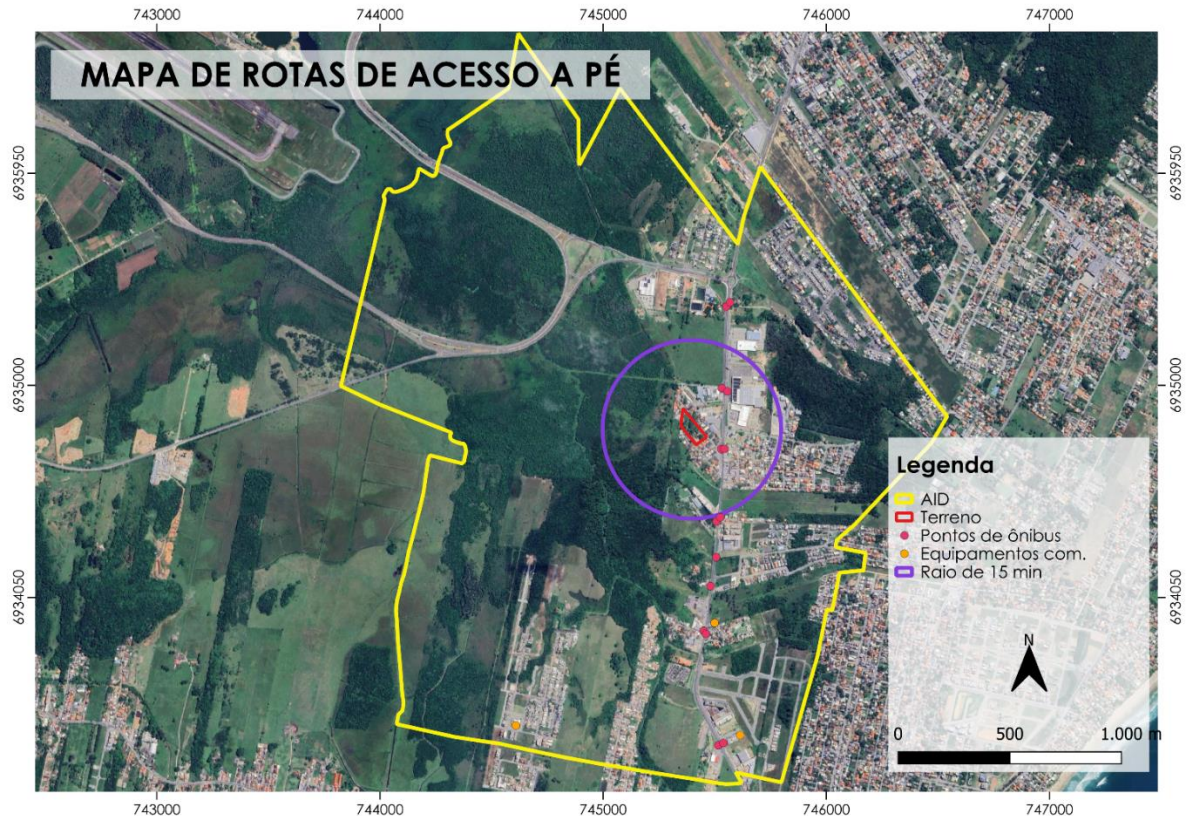 743000 744000 745000 746000 747000
MAPA DE ROTAS DE ACESSO A PÉ
6935950 6935950
6935000 6935000
Legenda
AID
Terreno
Pontos de ônibus
Equipamentos com.
Raio de 15 min
6934050 6934050
N
0 500 1.000 m
743000 744000 745000 746000 747000